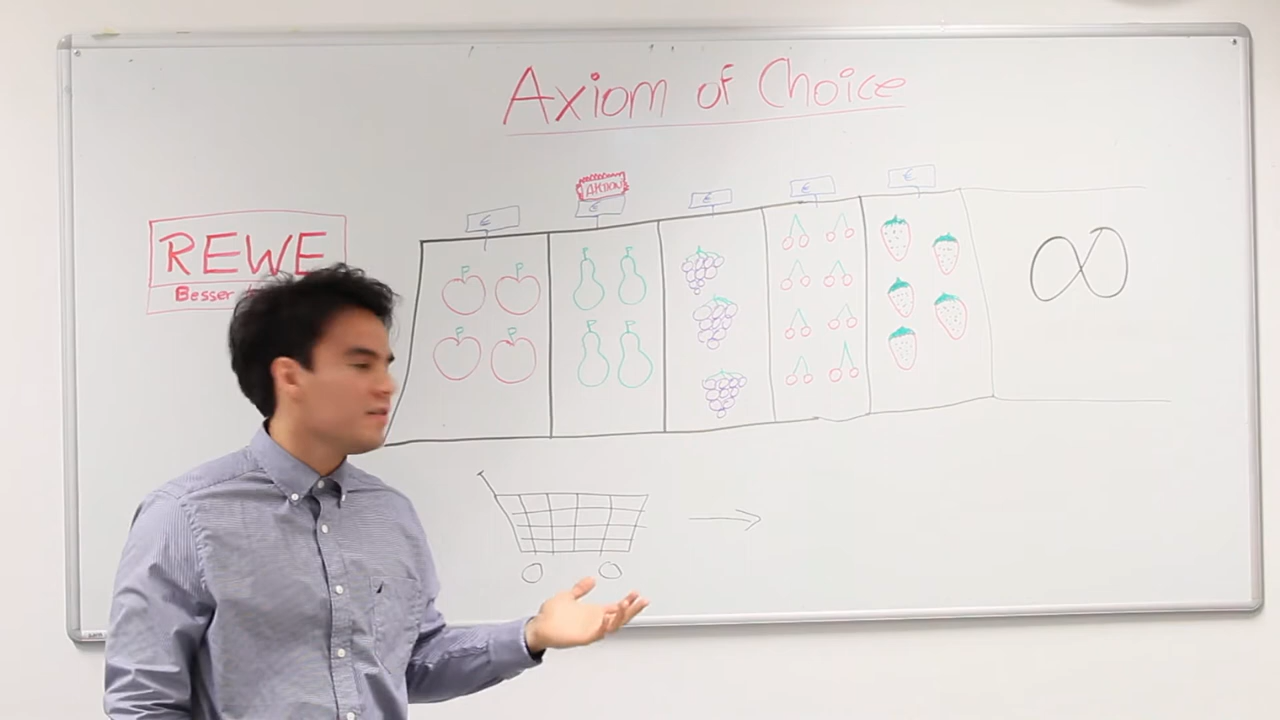 Axiom of Choice
AKTION
€ € € € €
REWE
Besser
∞